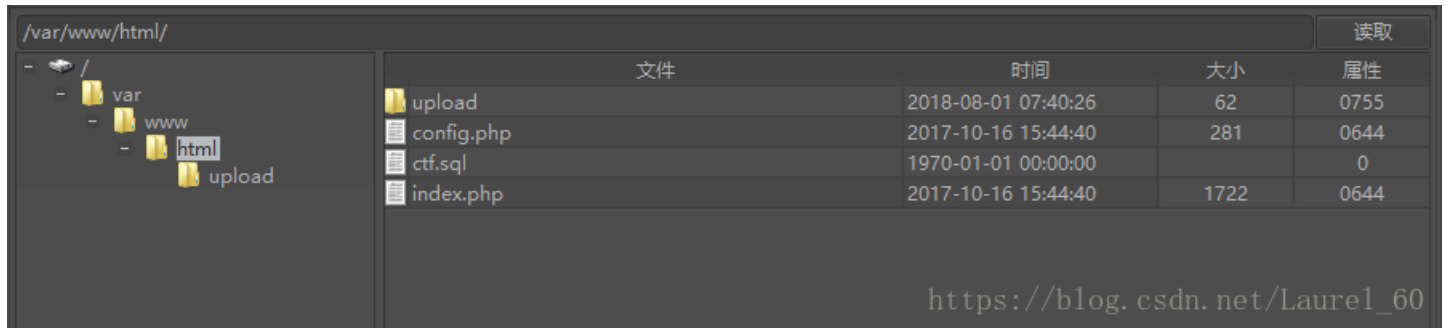 /var/www/html/ 读取
- / 文件 时间 大小 属性
- var upload 2018-08-01 07:40:26 62 0755
- www config.php 2017-10-16 15:44:40 281 0644
- html ctf.sql 1970-01-01 00:00:00 0
upload index.php 2017-10-16 15:44:40 1722 0644
https://blog.csdn.net/Laurel_60